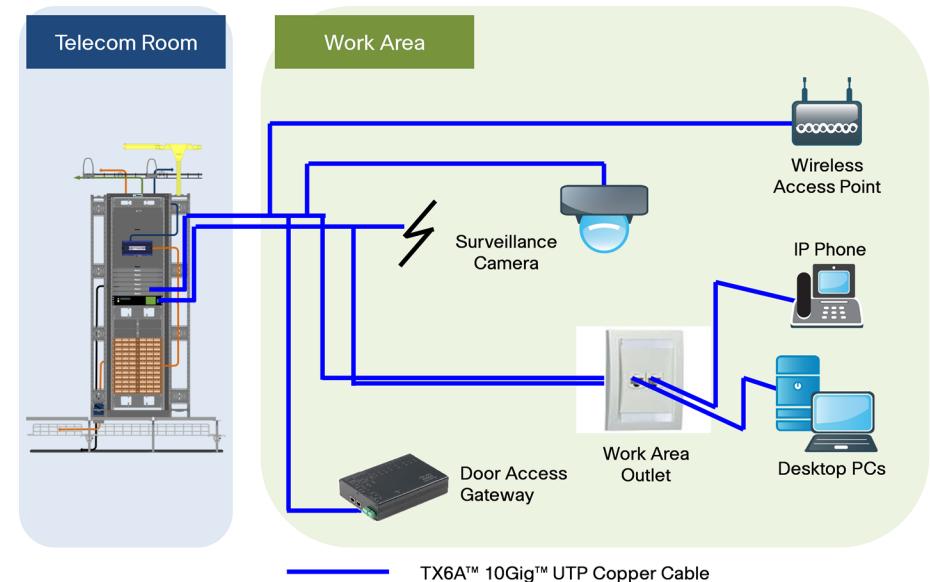 Telecom Room
Work Area
Wireless
Access Point
Surveillance
Camera
IP Phone
Work Area
Outlet
Desktop PCs
Door Access
Gateway
TX6A™ 10Gig™ UTP Copper Cable